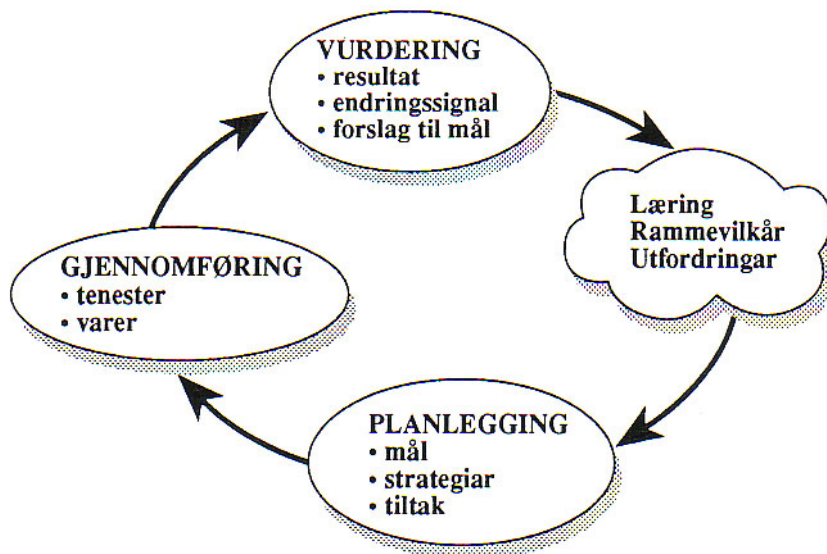 VURDERING
• resultat
• endringssignal
• forslag til mål
Læring
Rammevilkår
Utfordringar
GJENNOMFØRING
• tenester
• varer
PLANLEGGING
• mål
• strategiar
• tiltak